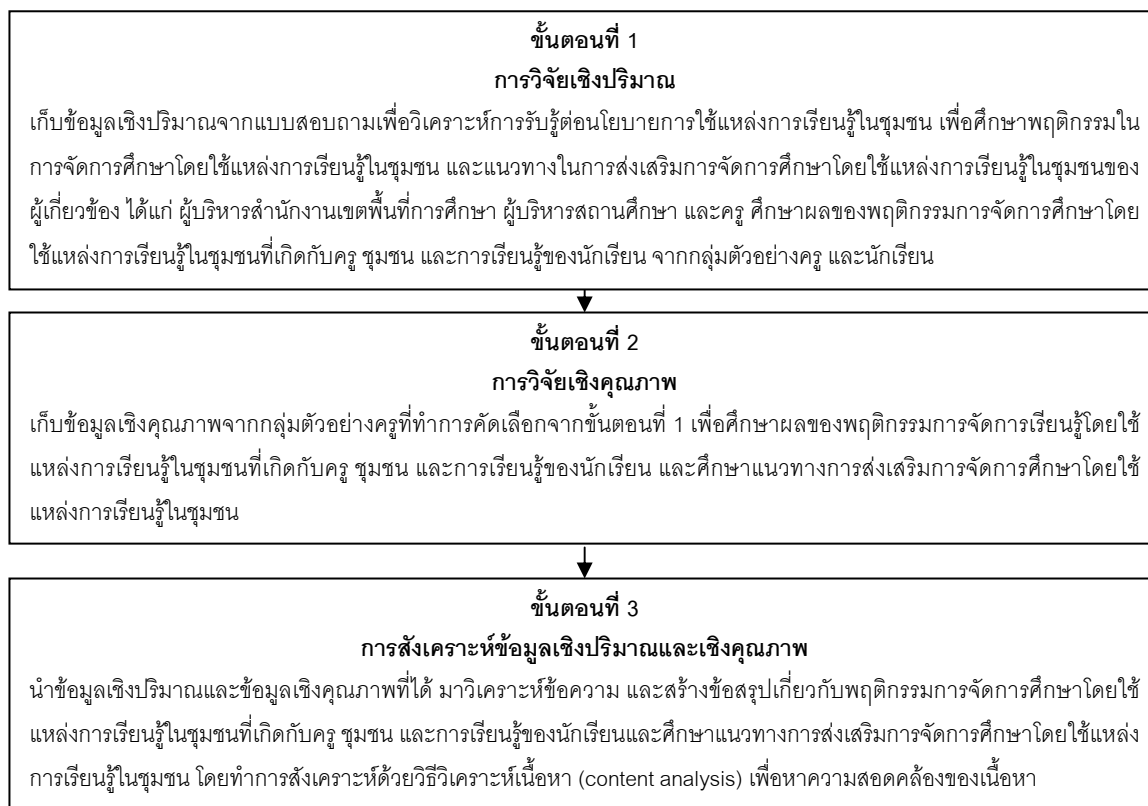 ขั้นตอนที่ 1
การวิจัยเชิงปริมาณ
เก็บข้อมูลเชิงปริมาณจากแบบสอบถามเพื่อวิเคราะห์การรับรู้ต่อนโยบายการใช้แหล่งการเรียนรู้ในชุมชน เพื่อศึกษาพฤติกรรมใน
การจัดการศึกษาโดยใช้แหล่งการเรียนรู้ในชุมชน และแนวทางในการส่งเสริมการจัดการศึกษาโดยใช้แหล่งการเรียนรู้ในชุมชนของ
ผู้เกี่ยวข้อง ได้แก่ ผู้บริหารสำนักงานเขตพื้นที่การศึกษา ผู้บริหารสถานศึกษา และครู ศึกษาผลของพฤติกรรมการจัดการศึกษาโดย
ใช้แหล่งการเรียนรู้ในชุมชนที่เกิดกับครู ชุมชน และการเรียนรู้ของนักเรียน จากกลุ่มตัวอย่างครู และนักเรียน
ขั้นตอนที่ 2
การวิจัยเชิงคุณภาพ
เก็บข้อมูลเชิงคุณภาพจากกลุ่มตัวอย่างครูที่ทำการคัดเลือกจากขั้นตอนที่ 1 เพื่อศึกษาผลของพฤติกรรมการจัดการเรียนรู้โดยใช้
แหล่งการเรียนรู้ในชุมชนที่เกิดกับครู ชุมชน และการเรียนรู้ของนักเรียน และศึกษาแนวทางการส่งเสริมการจัดการศึกษาโดยใช้
แหล่งการเรียนรู้ในชุมชน
ขั้นตอนที่ 3
การสังเคราะห์ข้อมูลเชิงปริมาณและเชิงคุณภาพ
นำข้อมูลเชิงปริมาณและข้อมูลเชิงคุณภาพที่ได้ มาวิเคราะห์ข้อความ และสร้างข้อสรุปเกี่ยวกับพฤติกรรมการจัดการศึกษาโดยใช้
แหล่งการเรียนรู้ในชุมชนที่เกิดกับครู ชุมชน และการเรียนรู้ของนักเรียนและศึกษาแนวทางการส่งเสริมการจัดการศึกษาโดยใช้แหล่ง
การเรียนรู้ในชุมชน โดยทำการสังเคราะห์ด้วยวิธีวิเคราะห์เนื้อหา (content analysis) เพื่อหาความสอดคล้องของเนื้อหา